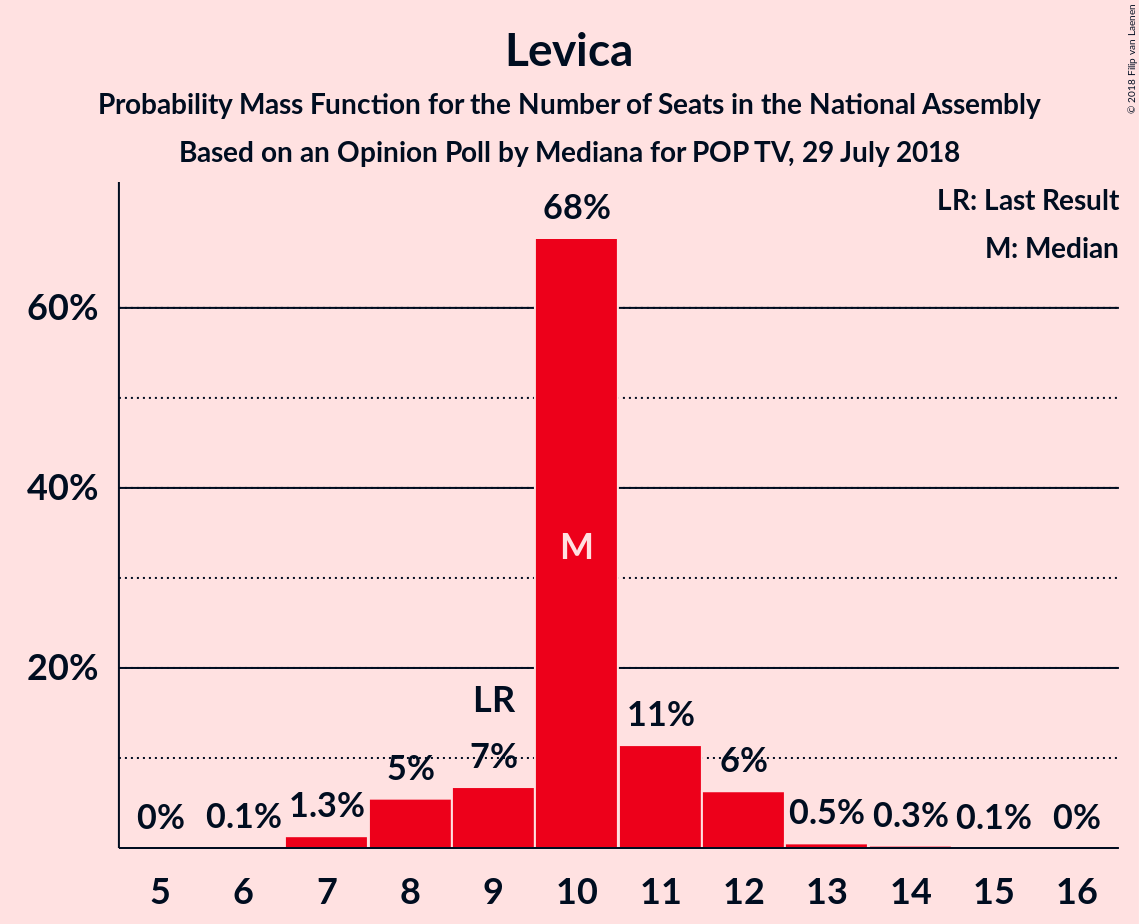 Levica
Probability Mass Function for the Number of Seats in the National Assembly
Based on an Opinion Poll by Mediana for POP TV, 29 July 2018
© 2018 Filip van Laenen
LR: Last Result
M: Median
60%
40%
20%
0%
0.1%
1.3%
5%
7%
LR
68%
M
11%
6%
0.5%
0.3%
0.1%
0%
5 6 7 8 9 10 11 12 13 14 15 16